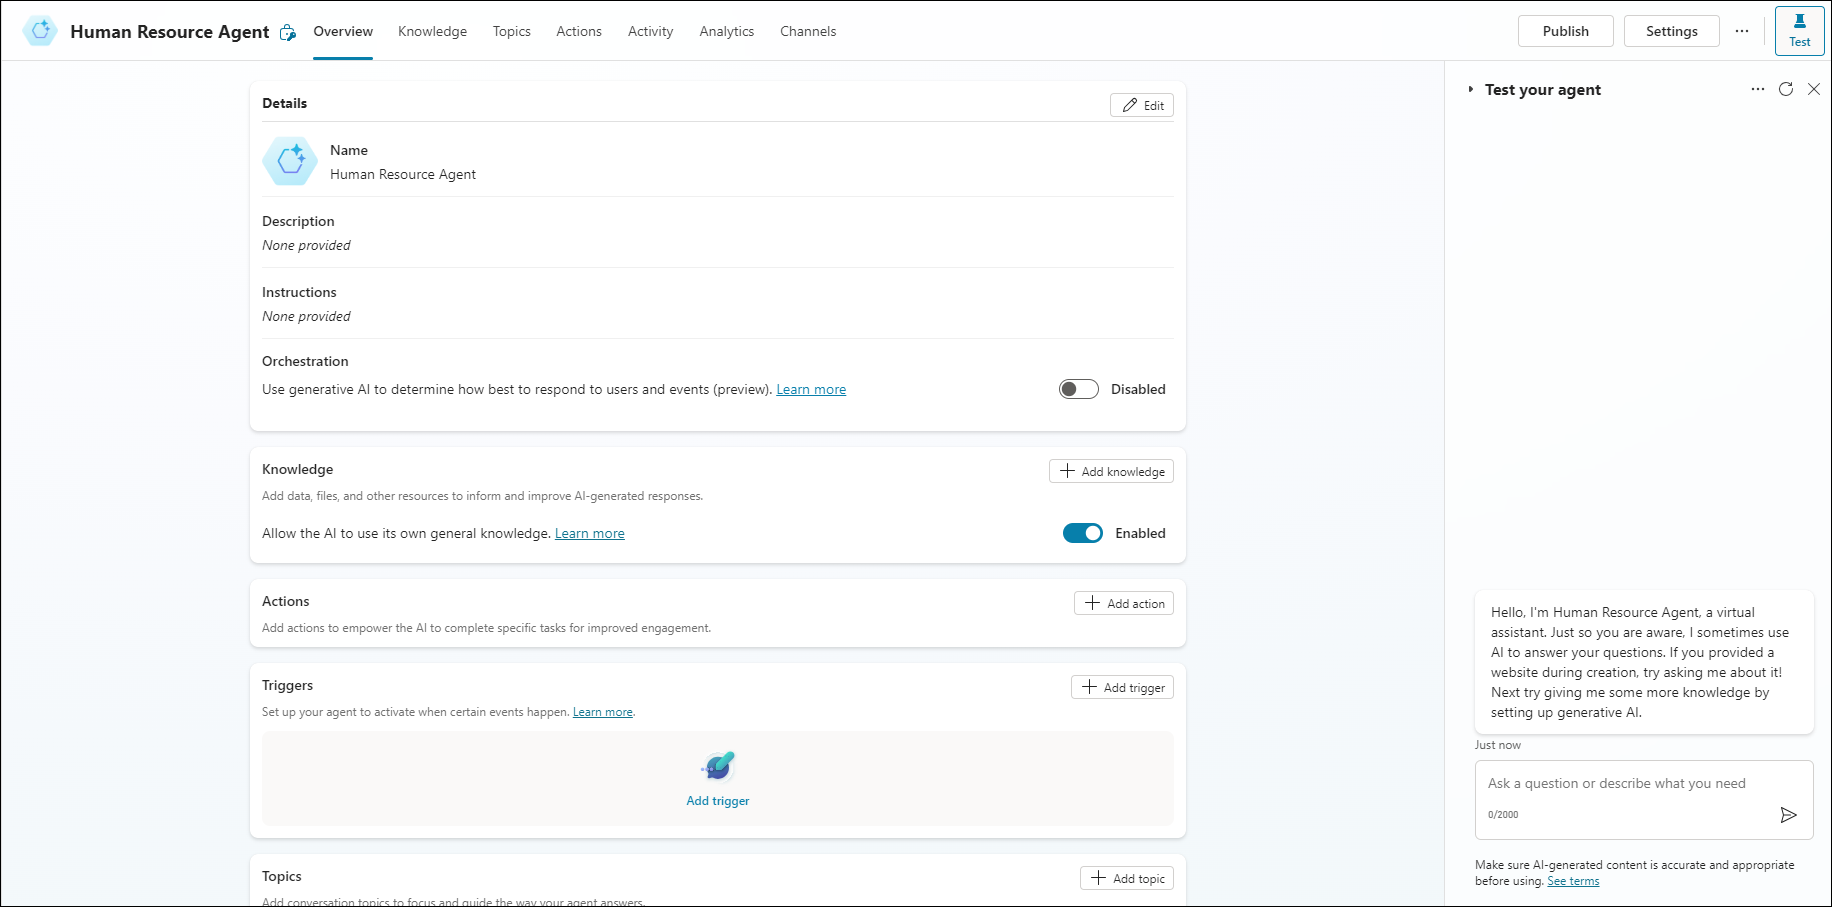 Human Resource Agent
Overview
Knowledge
Topics
Actions
Activity
Analytics
Channels
Publish
Settings
Test
Details
Edit
Name
Human Resource Agent
Description
None provided
Instructions
None provided
Orchestration
Use generative AI to determine how best to respond to users and events (preview). Learn more
Disabled
Knowledge
Add knowledge
Add data, files, and other resources to inform and improve AI-generated responses.
Allow the AI to use its own general knowledge. Learn more
Enabled
Actions
Add action
Add actions to empower the AI to complete specific tasks for improved engagement.
Triggers
Add trigger
Set up your agent to activate when certain events happen. Learn more.
Add trigger
Topics
Add topic
Add conversation topics to focus and guide the way your agent answers.
Test your agent
Hello, I'm Human Resource Agent, a virtual
assistant. Just so you are aware, I sometimes use
AI to answer your questions. If you provided a
website during creation, try asking me about it!
Next try giving me some more knowledge by
setting up generative AI.
Just now
Ask a question or describe what you need
0/2000
Make sure AI-generated content is accurate and appropriate
before using. See terms